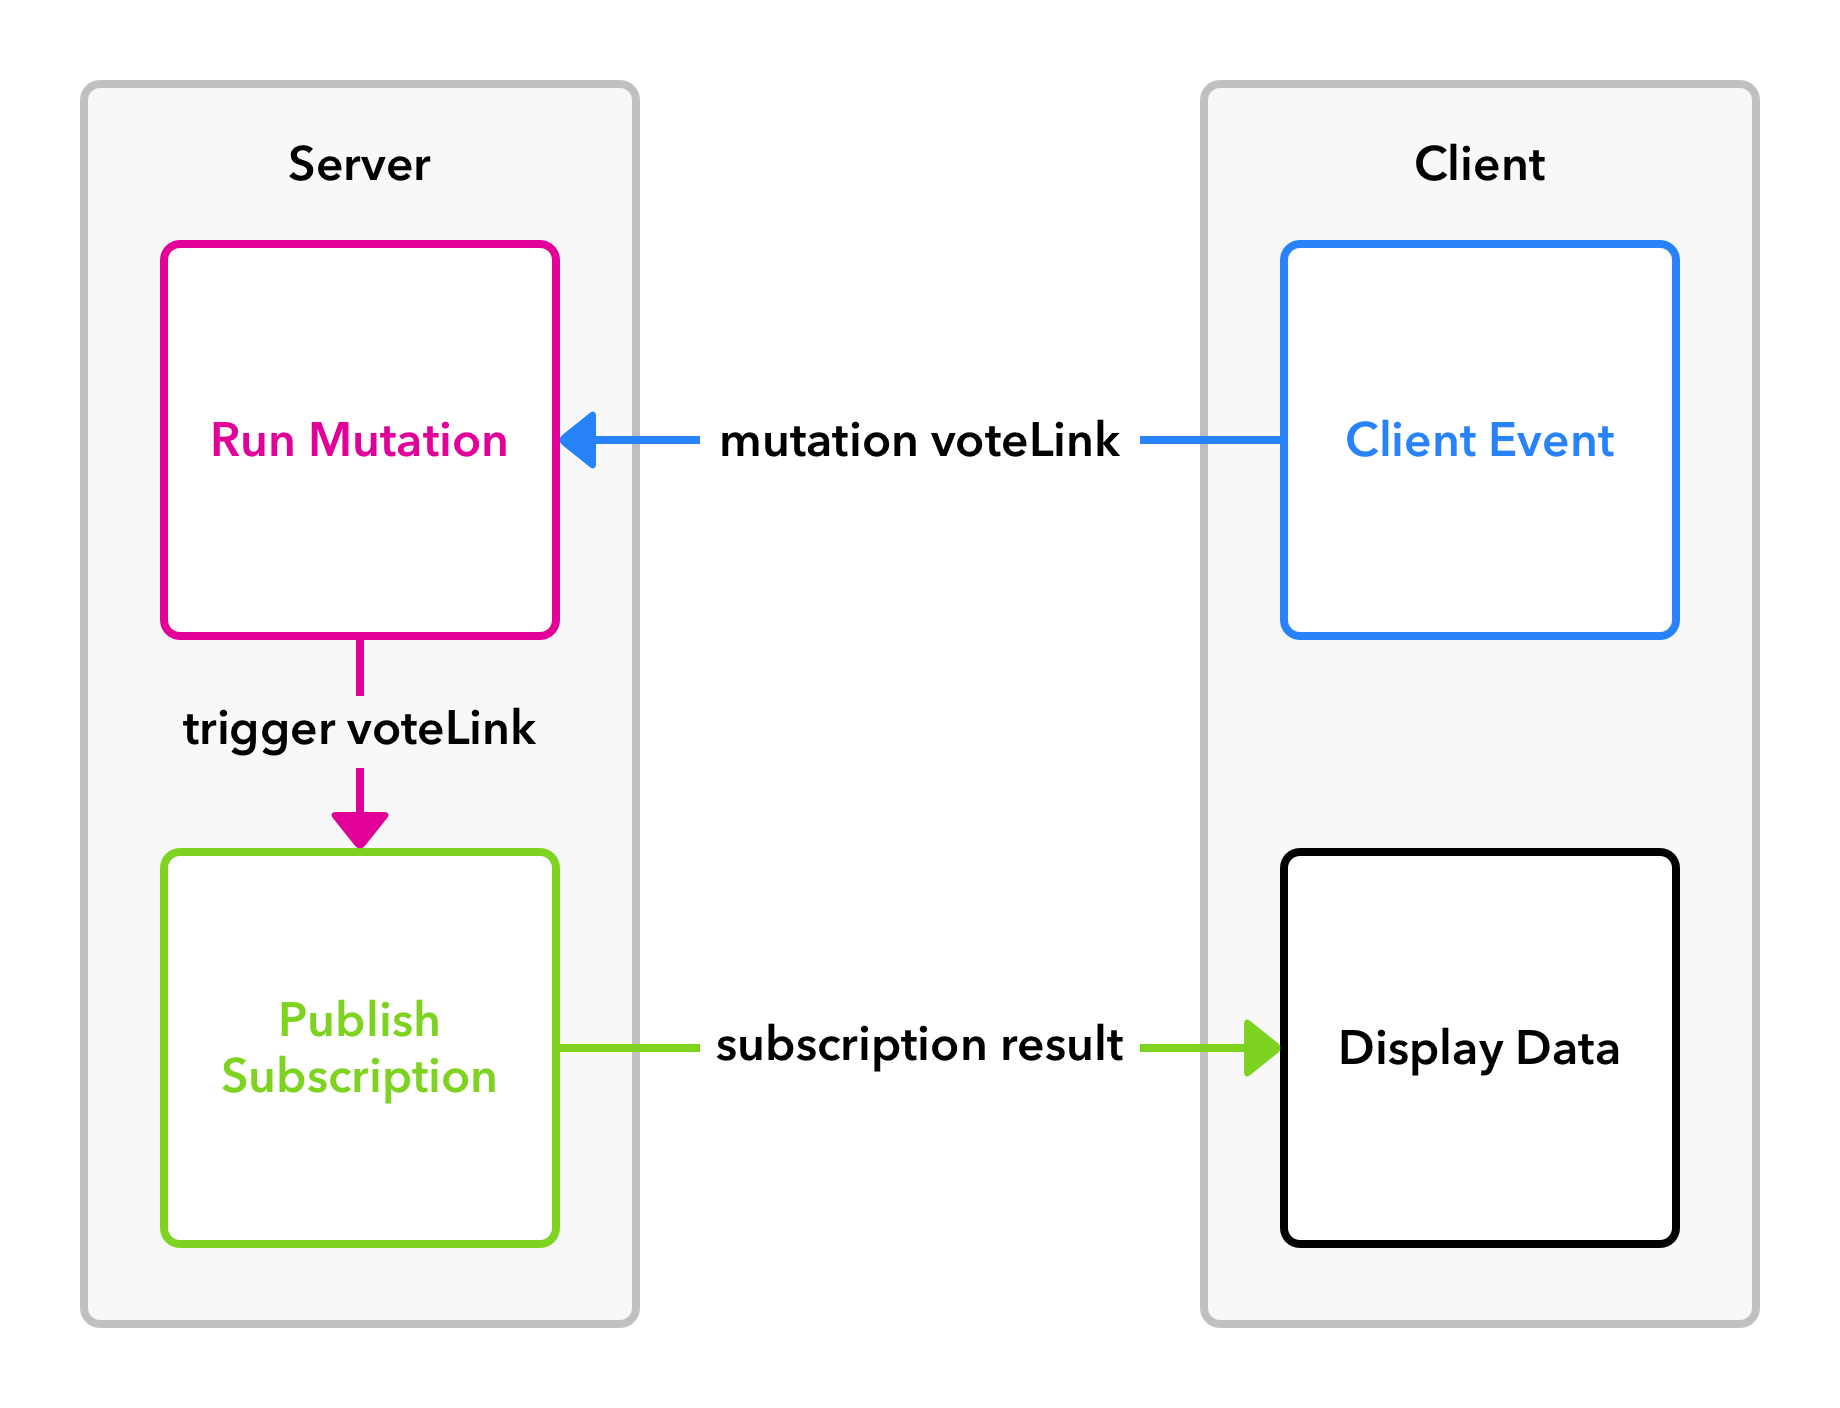 Server
Client
Run Mutation
mutation voteLink
Client Event
trigger voteLink
Publish
Subscription
subscription result
Display Data